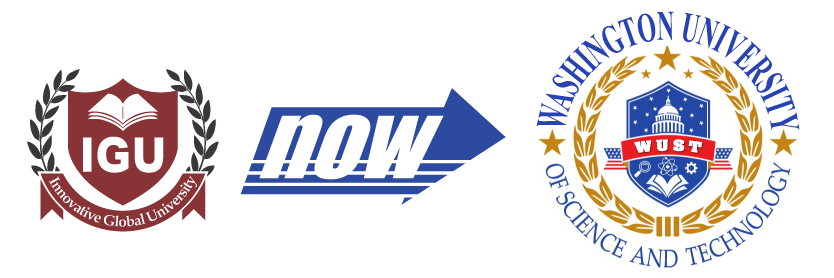 IGU
Innovative Global University
now
WASHINGTON UNIVERSITY
WUST
OF SCIENCE AND TECHNOLOGY